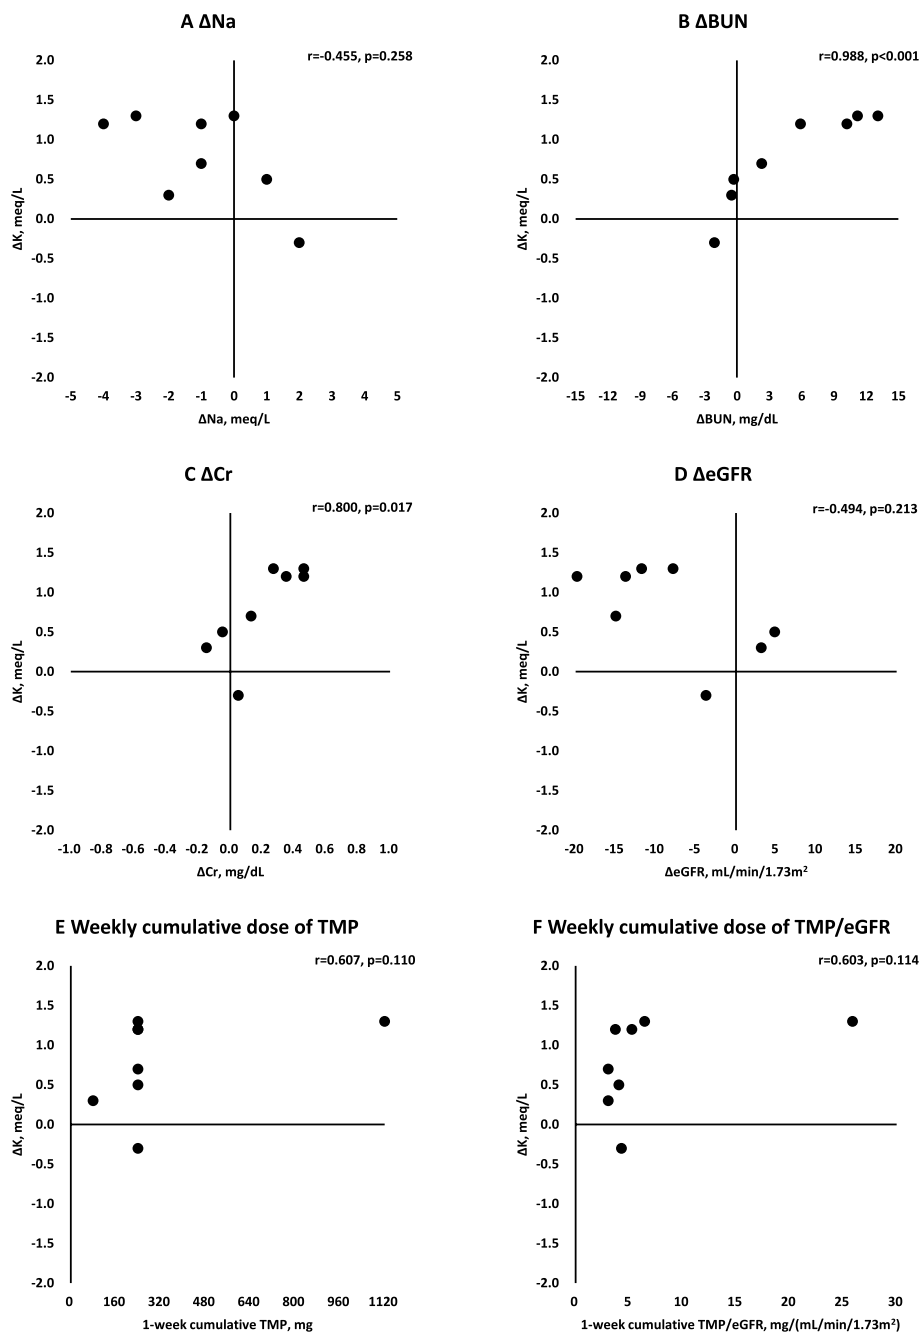 A ΔNa
r=-0.455, p=0.258
2.0
1.5
1.0
0.5
0.0
-0.5
-1.0
-1.5
-2.0
ΔK, meq/L
-5 -4 -3 -2 -1 0 1 2 3 4 5
ΔNa, meq/L
B ΔBUN
r=0.988, p<0.001
2.0
1.5
1.0
0.5
0.0
-0.5
-1.0
-1.5
-2.0
ΔK, meq/L
-15 -12 -9 -6 -3 0 3 6 9 12 15
ΔBUN, mg/dL
C ΔCr
r=0.800, p=0.017
2.0
1.5
1.0
0.5
0.0
-0.5
-1.0
-1.5
-2.0
ΔK, meq/L
-1.0 -0.8 -0.6 -0.4 -0.2 0.0 0.2 0.4 0.6 0.8 1.0
ΔCr, mg/dL
D ΔeGFR
r=-0.494, p=0.213
2.0
1.5
1.0
0.5
0.0
-0.5
-1.0
-1.5
-2.0
ΔK, meq/L
-20 -15 -10 -5 0 5 10 15 20
ΔeGFR, mL/min/1.73m²
E Weekly cumulative dose of TMP
r=0.607, p=0.110
2.0
1.5
1.0
0.5
0.0
-0.5
-1.0
-1.5
-2.0
ΔK, meq/L
0 160 320 480 640 800 960 1120
1-week cumulative TMP, mg
F Weekly cumulative dose of TMP/eGFR
r=0.603, p=0.114
2.0
1.5
1.0
0.5
0.0
-0.5
-1.0
-1.5
-2.0
ΔK, meq/L
0 5 10 15 20 25 30
1-week cumulative TMP/eGFR, mg/(mL/min/1.73m²)